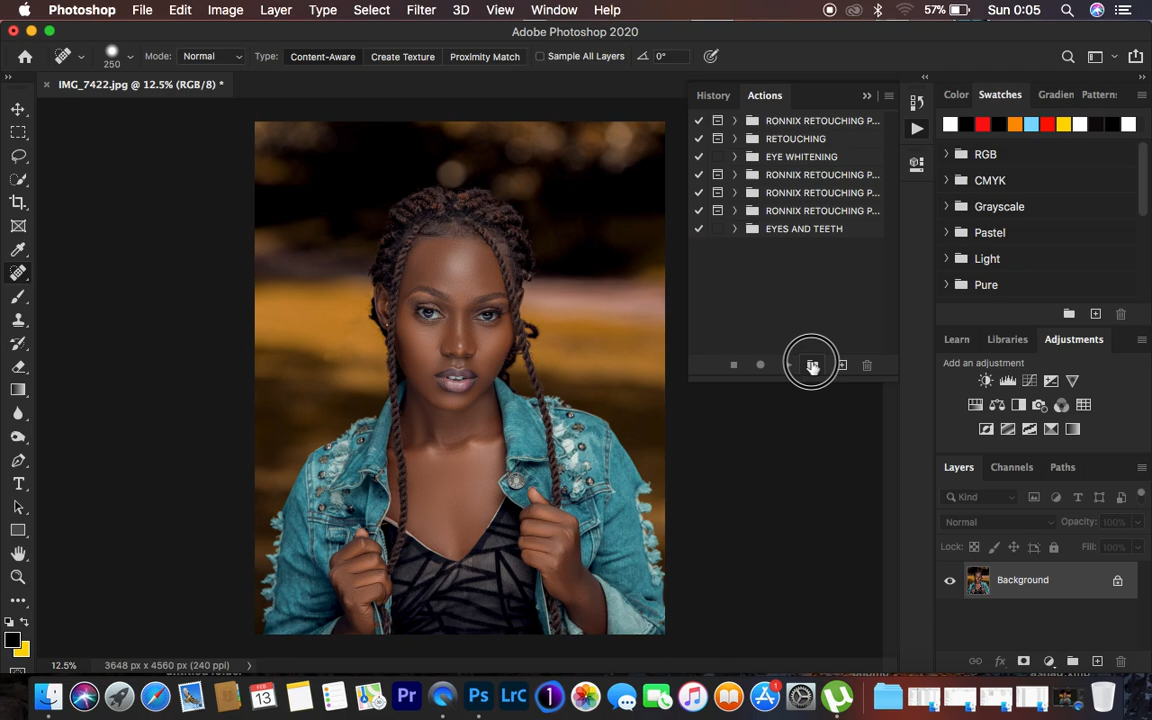 Photoshop File Edit Image Layer Type Select Filter 3D View Window Help 57% Sun 0:05
Adobe Photoshop 2020
250 Mode: Normal Type: Content-Aware Create Texture Proximity Match Sample All Layers 0°
IMG_7422.jpg @ 12.5% (RGB/8) *
History Actions
Color Swatches Gradien Pattern:
RONNIX RETOUCHING P...
RETOUCHING
EYE WHITENING
RONNIX RETOUCHING P...
RONNIX RETOUCHING P...
RONNIX RETOUCHING P...
EYES AND TEETH
RGB
CMYK
Grayscale
Pastel
Light
Pure
Learn Libraries Adjustments
Add an adjustment
Layers Channels Paths
Kind
Normal Opacity: 100%
Lock: Fill: 100%
Background
12.5% 3648 px x 4560 px (240 ppi)
FEB
13
Pr
Ps
LrC
1